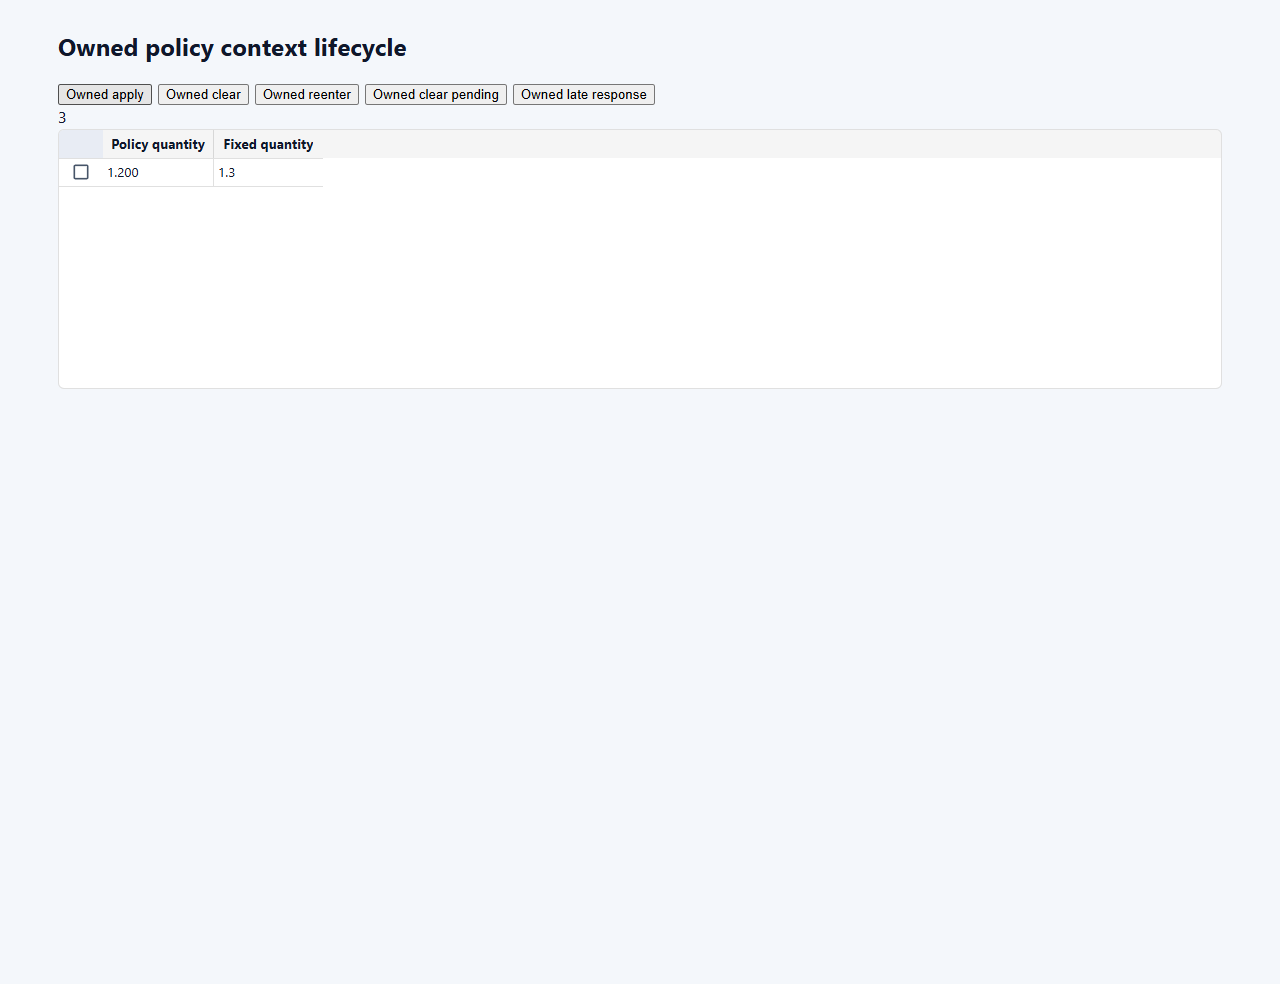 Owned policy context lifecycle
Owned apply Owned clear Owned reenter Owned clear pending Owned late response
3
Policy quantity Fixed quantity
1.200 1.3